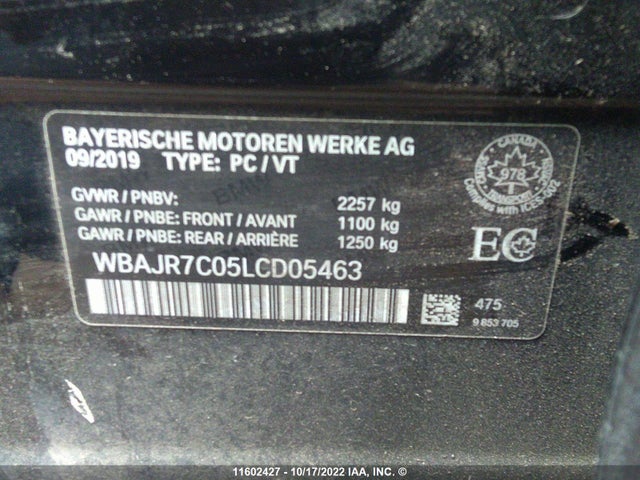 BAYERISCHE MOTOREN WERKE AG
09/2019 TYPE: PC / VT
GVWR / PNBV: 2257 kg
GAWR / PNBE: FRONT / AVANT 1100 kg
GAWR / PNBE: REAR / ARRIÈRE 1250 kg
WBAJR7C05LCD05463
CANADA
978
TRANSPORT
EC
475
9 853 705
11602427 - 10/17/2022 IAA, Inc. ©